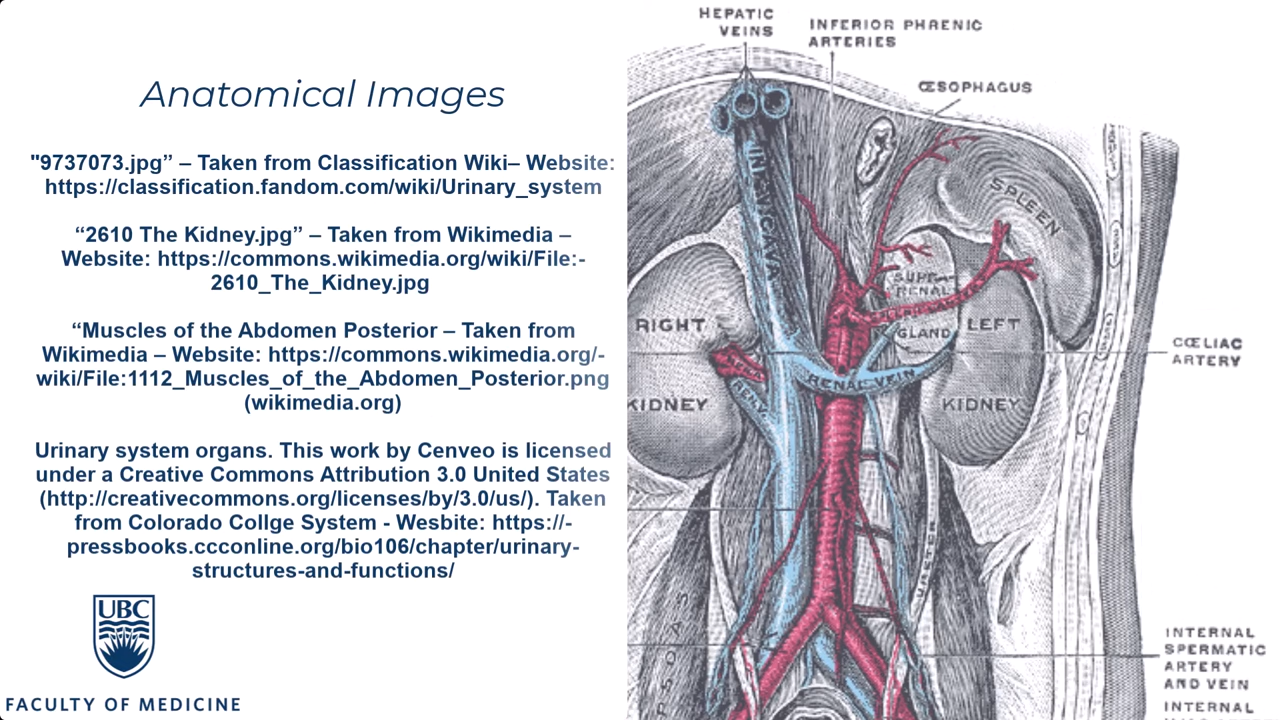 Anatomical Images
"9737073.jpg” – Taken from Classification Wiki– Website:
https://classification.fandom.com/wiki/Urinary_system
“2610 The Kidney.jpg” – Taken from Wikimedia –
Website: https://commons.wikimedia.org/wiki/File:-
2610_The_Kidney.jpg
“Muscles of the Abdomen Posterior – Taken from
Wikimedia – Website: https://commons.wikimedia.org/-
wiki/File:1112_Muscles_of_the_Abdomen_Posterior.png
(wikimedia.org)
Urinary system organs. This work by Cenveo is licensed
under a Creative Commons Attribution 3.0 United States
(http://creativecommons.org/licenses/by/3.0/us/). Taken
from Colorado Collge System - Wesbite: https://-
pressbooks.ccconline.org/bio106/chapter/urinary-
structures-and-functions/
UBC
FACULTY OF MEDICINE
HEPATIC
VEINS
INFERIOR PHRENIC
ARTERIES
ŒSOPHAGUS
SPLEEN
SUPRA-
RENAL
GLAND
RIGHT
KIDNEY
LEFT
KIDNEY
RENAL VEIN
CŒLIAC
ARTERY
URETER
PSOAS
INTERNAL
SPERMATIC
ARTERY
AND VEIN
INTERNAL